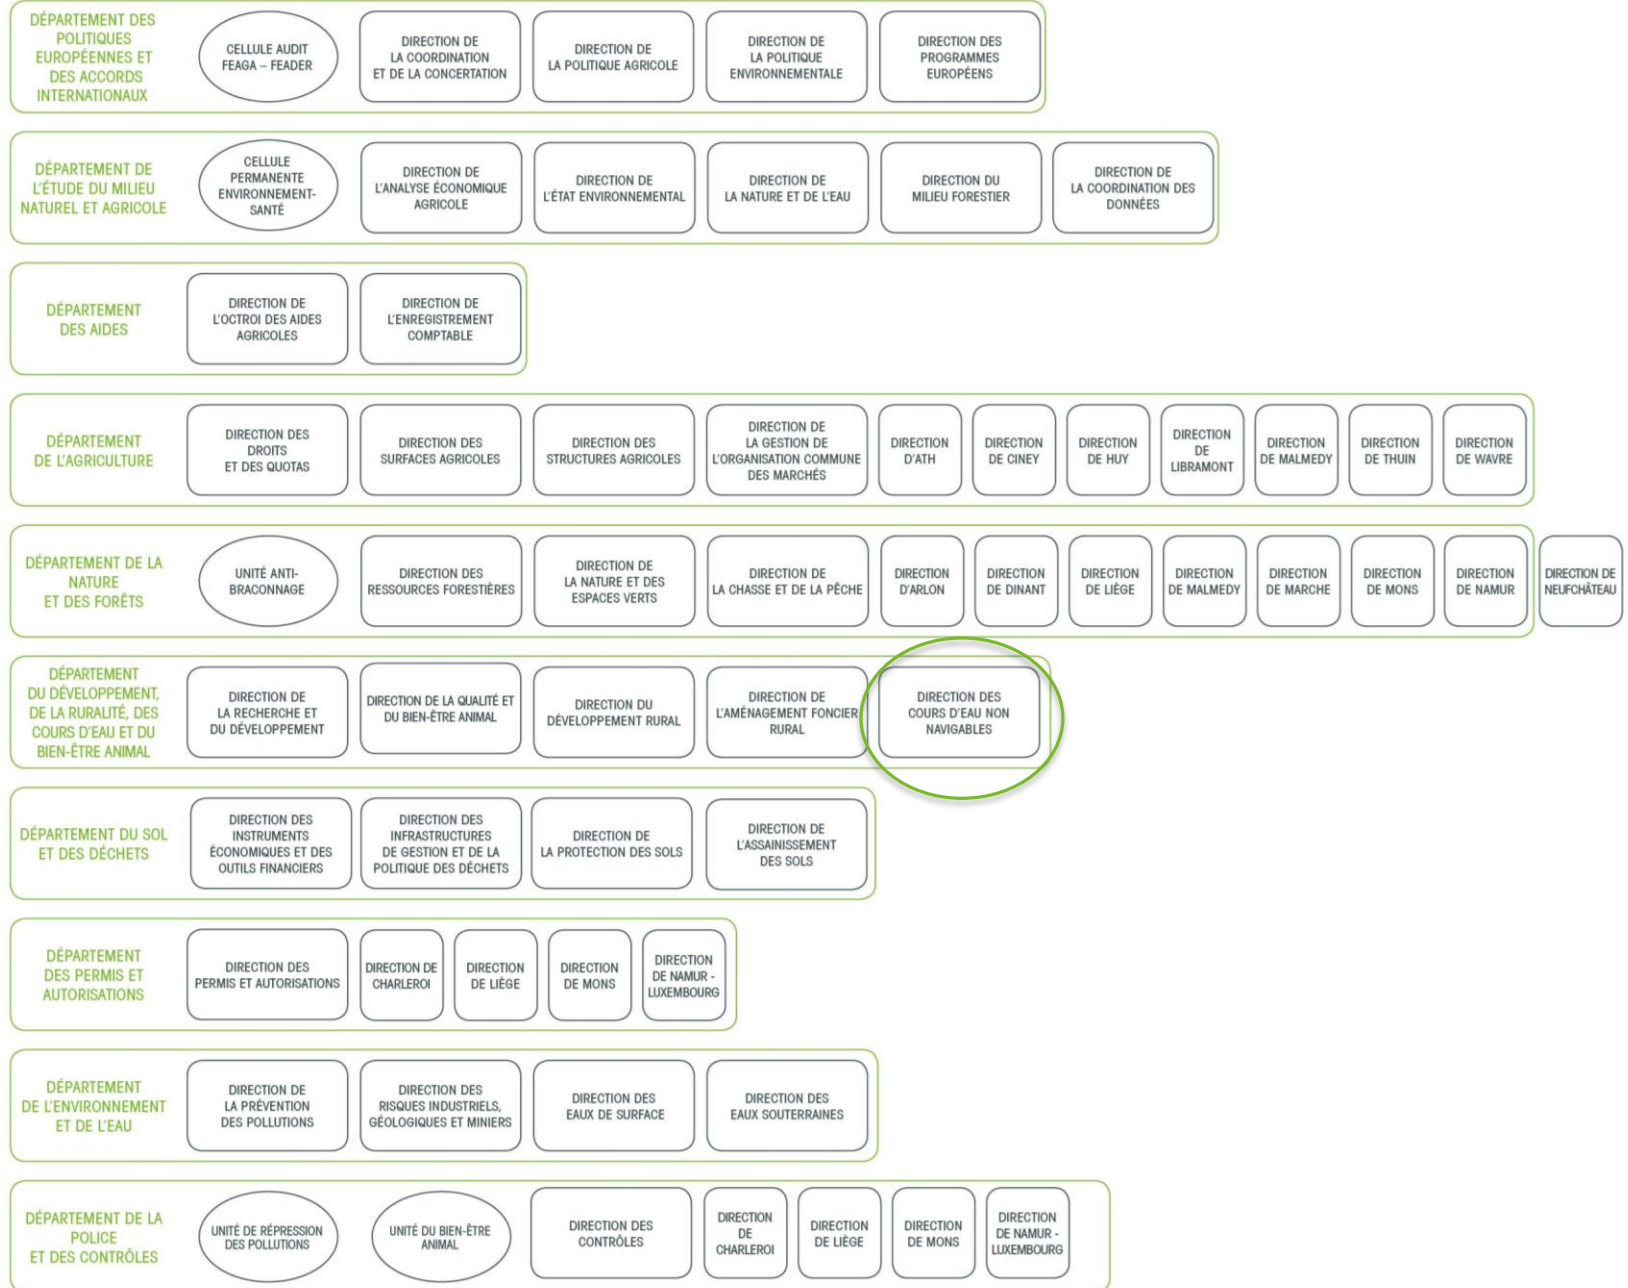 DÉPARTEMENT DES
POLITIQUES
EUROPÉENNES ET
DES ACCORDS
INTERNATIONAUX
CELLULE AUDIT
FEAGA – FEADER
DIRECTION DE
LA COORDINATION
ET DE LA CONCERTATION
DIRECTION DE
LA POLITIQUE AGRICOLE
DIRECTION DE
LA POLITIQUE
ENVIRONNEMENTALE
DIRECTION DES
PROGRAMMES
EUROPÉENS
DÉPARTEMENT DE
L'ÉTUDE DU MILIEU
NATUREL ET AGRICOLE
CELLULE
PERMANENTE
ENVIRONNEMENT-
SANTÉ
DIRECTION DE
L'ANALYSE ÉCONOMIQUE
AGRICOLE
DIRECTION DE
L'ÉTAT ENVIRONNEMENTAL
DIRECTION DE
LA NATURE ET DE L'EAU
DIRECTION DU
MILIEU FORESTIER
DIRECTION DE
LA COORDINATION DES
DONNÉES
DÉPARTEMENT
DES AIDES
DIRECTION DE
L'OCTROI DES AIDES
AGRICOLES
DIRECTION DE
L'ENREGISTREMENT
COMPTABLE
DÉPARTEMENT
DE L'AGRICULTURE
DIRECTION DES
DROITS
ET DES QUOTAS
DIRECTION DES
SURFACES AGRICOLES
DIRECTION DES
STRUCTURES AGRICOLES
DIRECTION DE
LA GESTION DE
L'ORGANISATION COMMUNE
DES MARCHÉS
DIRECTION
D'ATH
DIRECTION
DE CINEY
DIRECTION
DE HUY
DIRECTION
DE
LIBRAMONT
DIRECTION
DE MALMEDY
DIRECTION
DE THUIN
DIRECTION
DE WAVRE
DÉPARTEMENT DE LA
NATURE
ET DES FORÊTS
UNITÉ ANTI-
BRACONNAGE
DIRECTION DES
RESSOURCES FORESTIÈRES
DIRECTION DE
LA NATURE ET DES
ESPACES VERTS
DIRECTION DE
LA CHASSE ET DE LA PÊCHE
DIRECTION
D'ARLON
DIRECTION
DE DINANT
DIRECTION
DE LIÈGE
DIRECTION
DE MALMEDY
DIRECTION
DE MARCHE
DIRECTION
DE MONS
DIRECTION
DE NAMUR
DIRECTION DE
NEUFCHÂTEAU
DÉPARTEMENT
DU DÉVELOPPEMENT,
DE LA RURALITÉ, DES
COURS D'EAU ET DU
BIEN-ÊTRE ANIMAL
DIRECTION DE
LA RECHERCHE ET
DU DÉVELOPPEMENT
DIRECTION DE LA QUALITÉ ET
DU BIEN-ÊTRE ANIMAL
DIRECTION DU
DÉVELOPPEMENT RURAL
DIRECTION DE
L'AMÉNAGEMENT FONCIER
RURAL
DIRECTION DES
COURS D'EAU NON
NAVIGABLES
DÉPARTEMENT DU SOL
ET DES DÉCHETS
DIRECTION DES
INSTRUMENTS
ÉCONOMIQUES ET DES
OUTILS FINANCIERS
DIRECTION DES
INFRASTRUCTURES
DE GESTION ET DE LA
POLITIQUE DES DÉCHETS
DIRECTION DE
LA PROTECTION DES SOLS
DIRECTION DE
L'ASSAINISSEMENT
DES SOLS
DÉPARTEMENT
DES PERMIS ET
AUTORISATIONS
DIRECTION DES
PERMIS ET AUTORISATIONS
DIRECTION DE
CHARLEROI
DIRECTION
DE LIÈGE
DIRECTION
DE MONS
DIRECTION
DE NAMUR -
LUXEMBOURG
DÉPARTEMENT
DE L'ENVIRONNEMENT
ET DE L'EAU
DIRECTION DE
LA PRÉVENTION
DES POLLUTIONS
DIRECTION DES
RISQUES INDUSTRIELS,
GÉOLOGIQUES ET MINIERS
DIRECTION DES
EAUX DE SURFACE
DIRECTION DES
EAUX SOUTERRAINES
DÉPARTEMENT DE LA
POLICE
ET DES CONTRÔLES
UNITÉ DE RÉPRESSION
DES POLLUTIONS
UNITÉ DU BIEN-ÊTRE
ANIMAL
DIRECTION DES
CONTRÔLES
DIRECTION
DE
CHARLEROI
DIRECTION
DE LIÈGE
DIRECTION
DE MONS
DIRECTION
DE NAMUR -
LUXEMBOURG